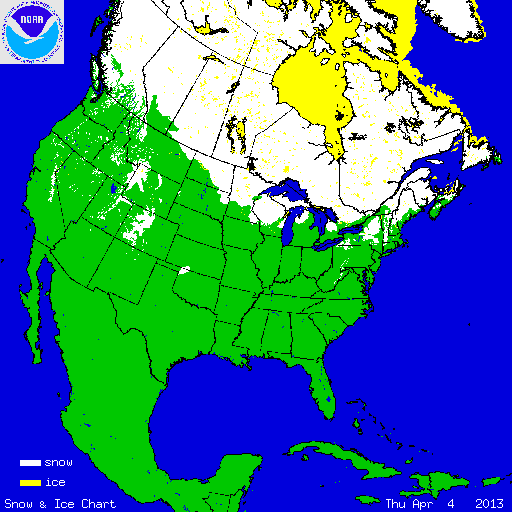 NOAA
snow
ice
Snow & Ice Chart
Thu Apr 4 2013